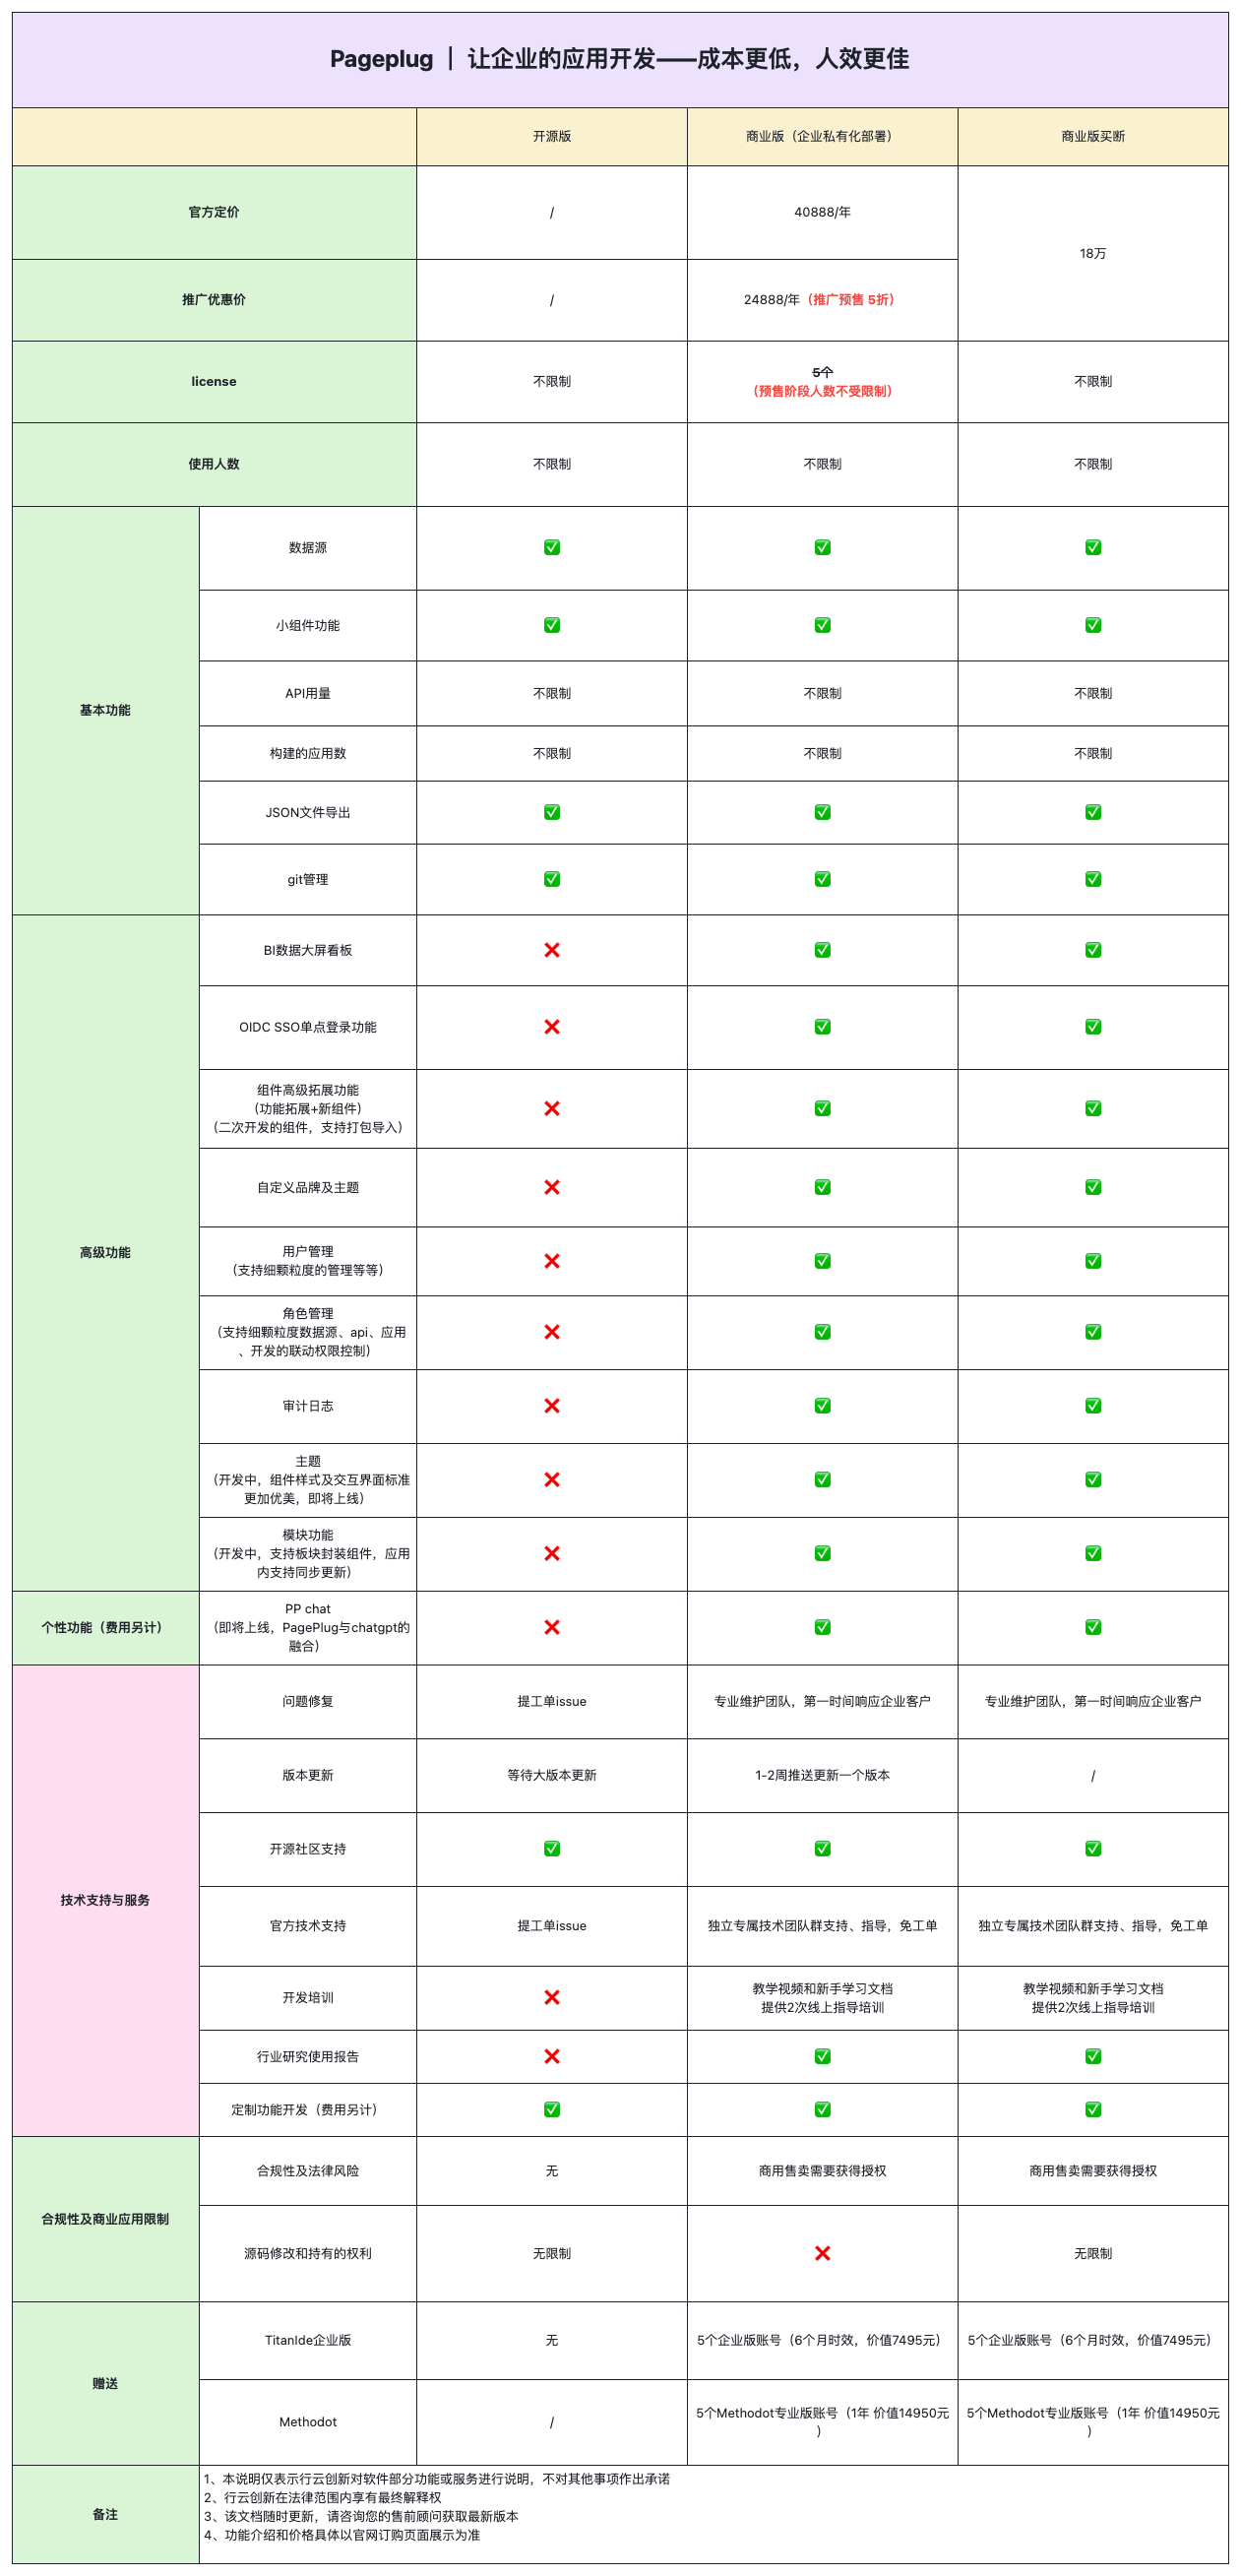 Pageplug ｜ 让企业的应用开发——成本更低，人效更佳
开源版
商业版（企业私有化部署）
商业版买断
官方定价
/
40888/年
18万
推广优惠价
/
24888/年（推广预售 5折）
license
不限制
5个
（预售阶段人数不受限制）
不限制
使用人数
不限制
不限制
不限制
基本功能
数据源
✅
✅
✅
小组件功能
✅
✅
✅
API用量
不限制
不限制
不限制
构建的应用数
不限制
不限制
不限制
JSON文件导出
✅
✅
✅
git管理
✅
✅
✅
高级功能
BI数据大屏看板
❌
✅
✅
OIDC SSO单点登录功能
❌
✅
✅
组件高级拓展功能
（功能拓展+新组件）
（二次开发的组件，支持打包导入）
❌
✅
✅
自定义品牌及主题
❌
✅
✅
用户管理
（支持细颗粒度的管理等等）
❌
✅
✅
角色管理
（支持细颗粒度数据源、api、应用
、开发的联动权限控制）
❌
✅
✅
审计日志
❌
✅
✅
主题
（开发中，组件样式及交互界面标准
更加优美，即将上线）
❌
✅
✅
模块功能
（开发中，支持板块封装组件，应用
内支持同步更新）
❌
✅
✅
个性功能（费用另计）
PP chat
（即将上线，PagePlug与chatgpt的
融合）
❌
✅
✅
技术支持与服务
问题修复
提工单issue
专业维护团队，第一时间响应企业客户
专业维护团队，第一时间响应企业客户
版本更新
等待大版本更新
1-2周推送更新一个版本
/
开源社区支持
✅
✅
✅
官方技术支持
提工单issue
独立专属技术团队群支持、指导，免工单
独立专属技术团队群支持、指导，免工单
开发培训
❌
教学视频和新手学习文档
提供2次线上指导培训
教学视频和新手学习文档
提供2次线上指导培训
行业研究使用报告
❌
✅
✅
定制功能开发（费用另计）
✅
✅
✅
合规性及商业应用限制
合规性及法律风险
无
商用售卖需要获得授权
商用售卖需要获得授权
源码修改和持有的权利
无限制
❌
无限制
赠送
TitanIde企业版
无
5个企业版账号（6个月时效，价值7495元）
5个企业版账号（6个月时效，价值7495元）
Methodot
/
5个Methodot专业版账号（1年 价值14950元
）
5个Methodot专业版账号（1年 价值14950元
）
备注
1、本说明仅表示行云创新对软件部分功能或服务进行说明，不对其他事项作出承诺
2、行云创新在法律范围内享有最终解释权
3、该文档随时更新，请咨询您的售前顾问获取最新版本
4、功能介绍和价格具体以官网订购页面展示为准